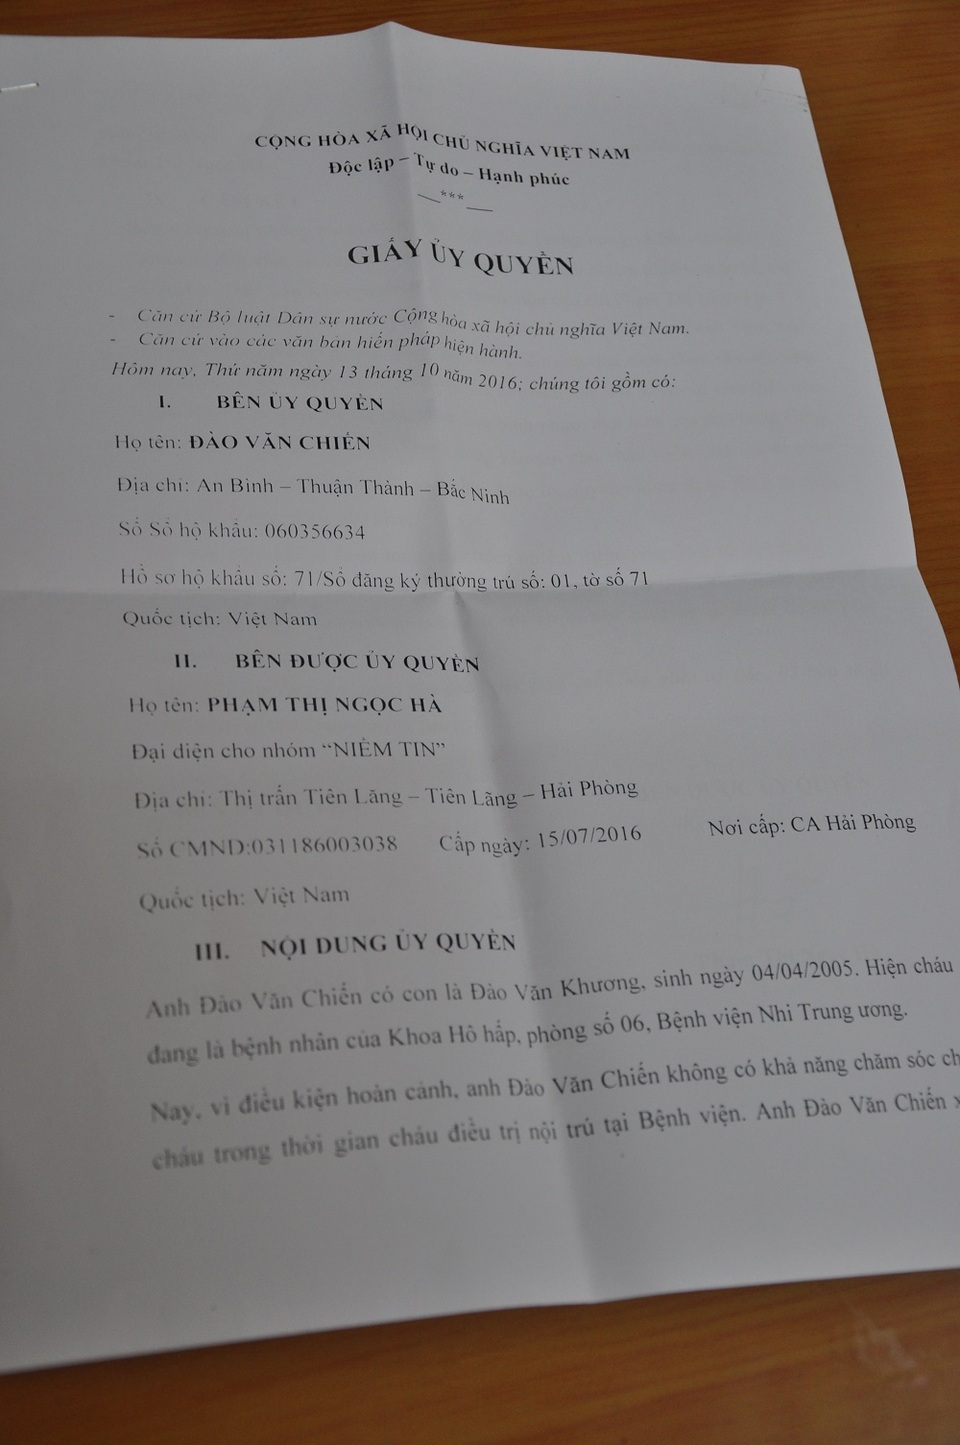 CỘNG HÒA XÃ HỘI CHỦ NGHĨA VIỆT NAM
Độc lập – Tự do – Hạnh phúc
__***__
GIẤY ỦY QUYỀN
- Căn cứ Bộ luật Dân sự nước Cộng hòa xã hội chủ nghĩa Việt Nam.
- Căn cứ vào các văn bản hiến pháp hiện hành.
Hôm nay, Thứ năm ngày 13 tháng 10 năm 2016; chúng tôi gồm có:
I. BÊN ỦY QUYỀN
Họ tên: ĐÀO VĂN CHIẾN
Địa chỉ: An Bình – Thuận Thành – Bắc Ninh
Số Sổ hộ khẩu: 060356634
Hồ sơ hộ khẩu số: 71/Sổ đăng ký thường trú số: 01, tờ số 71
Quốc tịch: Việt Nam
II. BÊN ĐƯỢC ỦY QUYỀN
Họ tên: PHẠM THỊ NGỌC HÀ
Đại diện cho nhóm “NIỀM TIN”
Địa chỉ: Thị trấn Tiên Lãng – Tiên Lãng – Hải Phòng
Số CMND:031186003038 Cấp ngày: 15/07/2016 Nơi cấp: CA Hải Phòng
Quốc tịch: Việt Nam
III. NỘI DUNG ỦY QUYỀN
Anh Đào Văn Chiến có con là Đào Văn Khương, sinh ngày 04/04/2005. Hiện cháu
đang là bệnh nhân của Khoa Hô hấp, phòng số 06, Bệnh viện Nhi Trung ương.
Nay, vì điều kiện hoàn cảnh, anh Đào Văn Chiến không có khả năng chăm sóc ch
cháu trong thời gian cháu điều trị nội trú tại Bệnh viện. Anh Đào Văn Chiến x